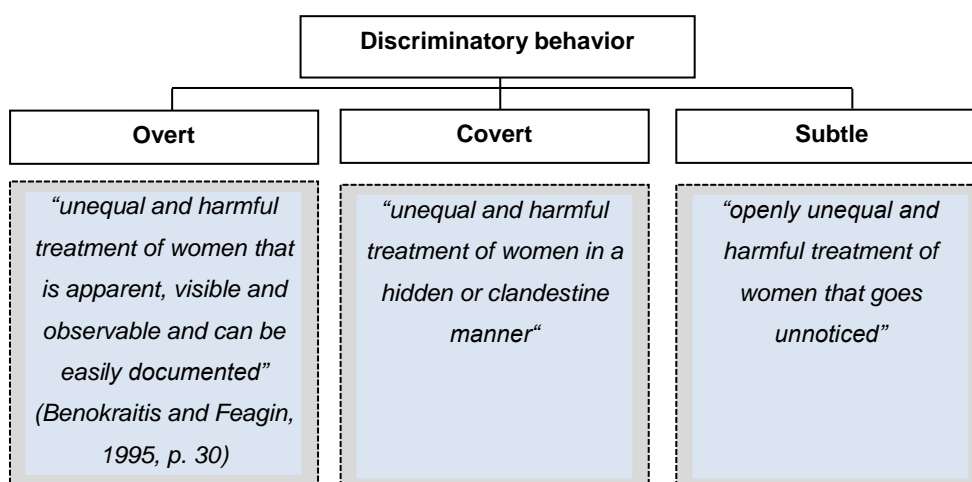 Discriminatory behavior
Overt
Covert
Subtle
“unequal and harmful
treatment of women that
is apparent, visible and
observable and can be
easily documented”
(Benokraitis and Feagin,
1995, p. 30)
“unequal and harmful
treatment of women in a
hidden or clandestine
manner“
“openly unequal and
harmful treatment of
women that goes
unnoticed”